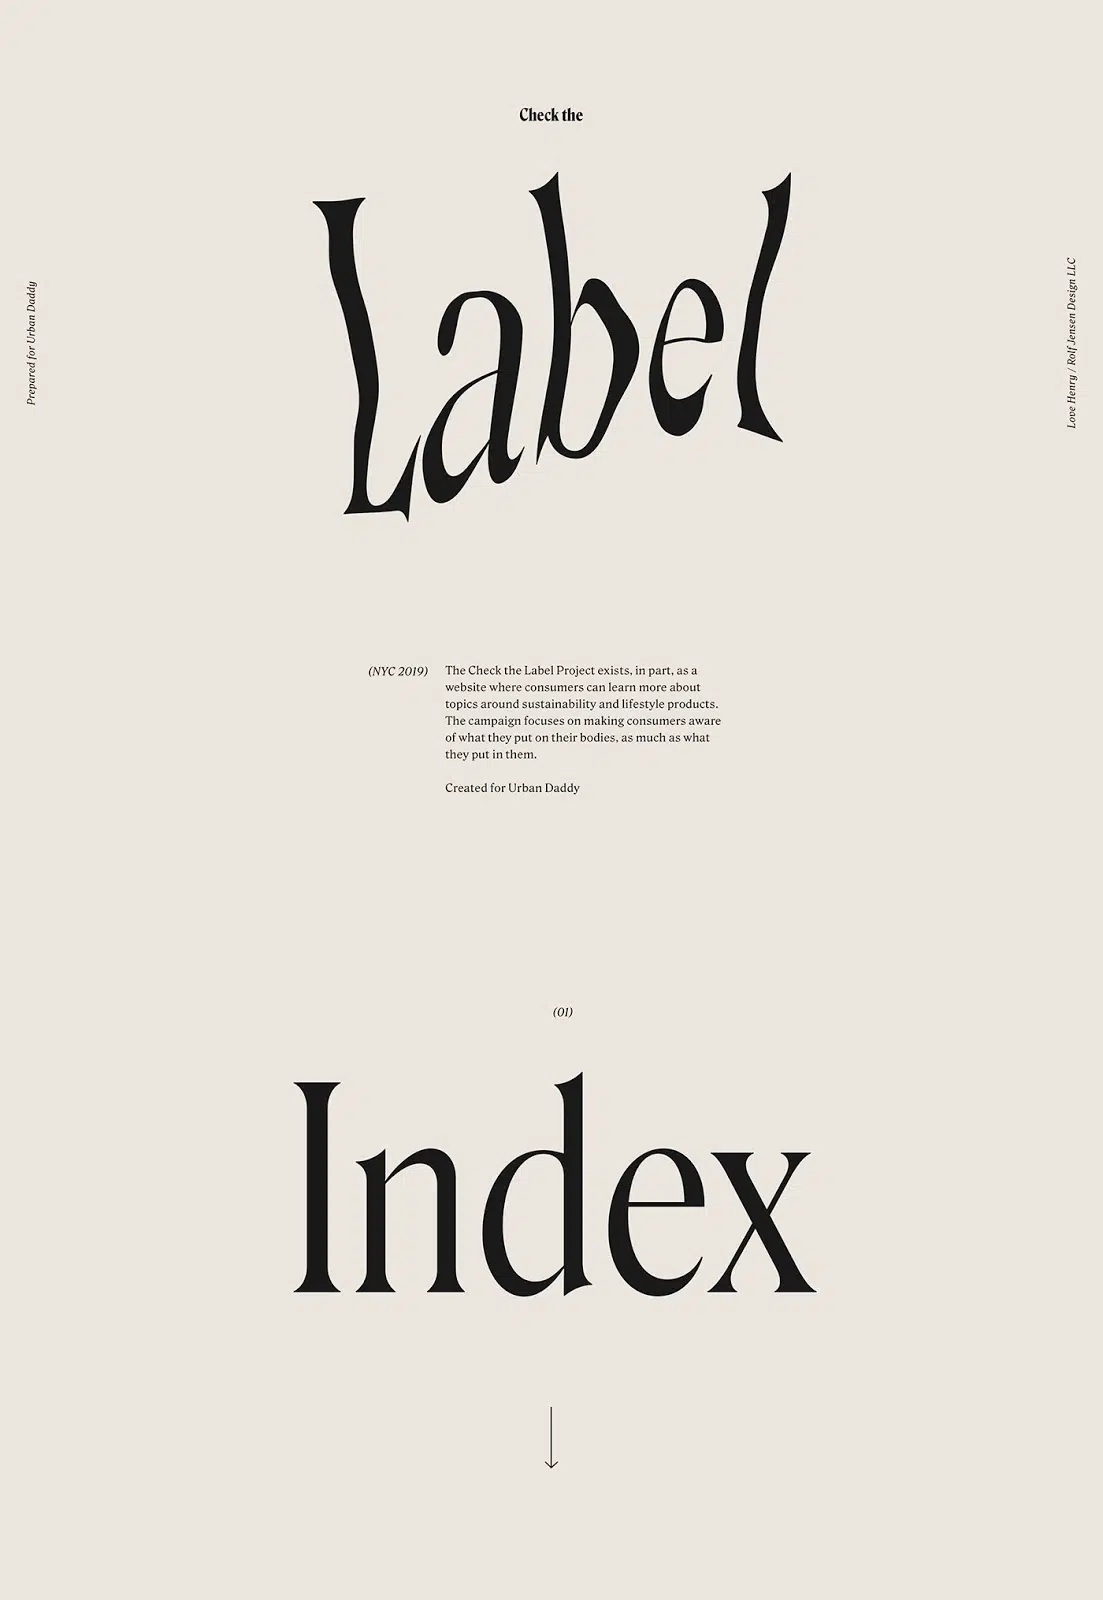 Check the
Label
Prepared for Urban Daddy
Love Henry / Rolf Jensen Design LLC
(NYC 2019)
The Check the Label Project exists, in part, as a
website where consumers can learn more about
topics around sustainability and lifestyle products.
The campaign focuses on making consumers aware
of what they put on their bodies, as much as what
they put in them.
Created for Urban Daddy
(01)
Index